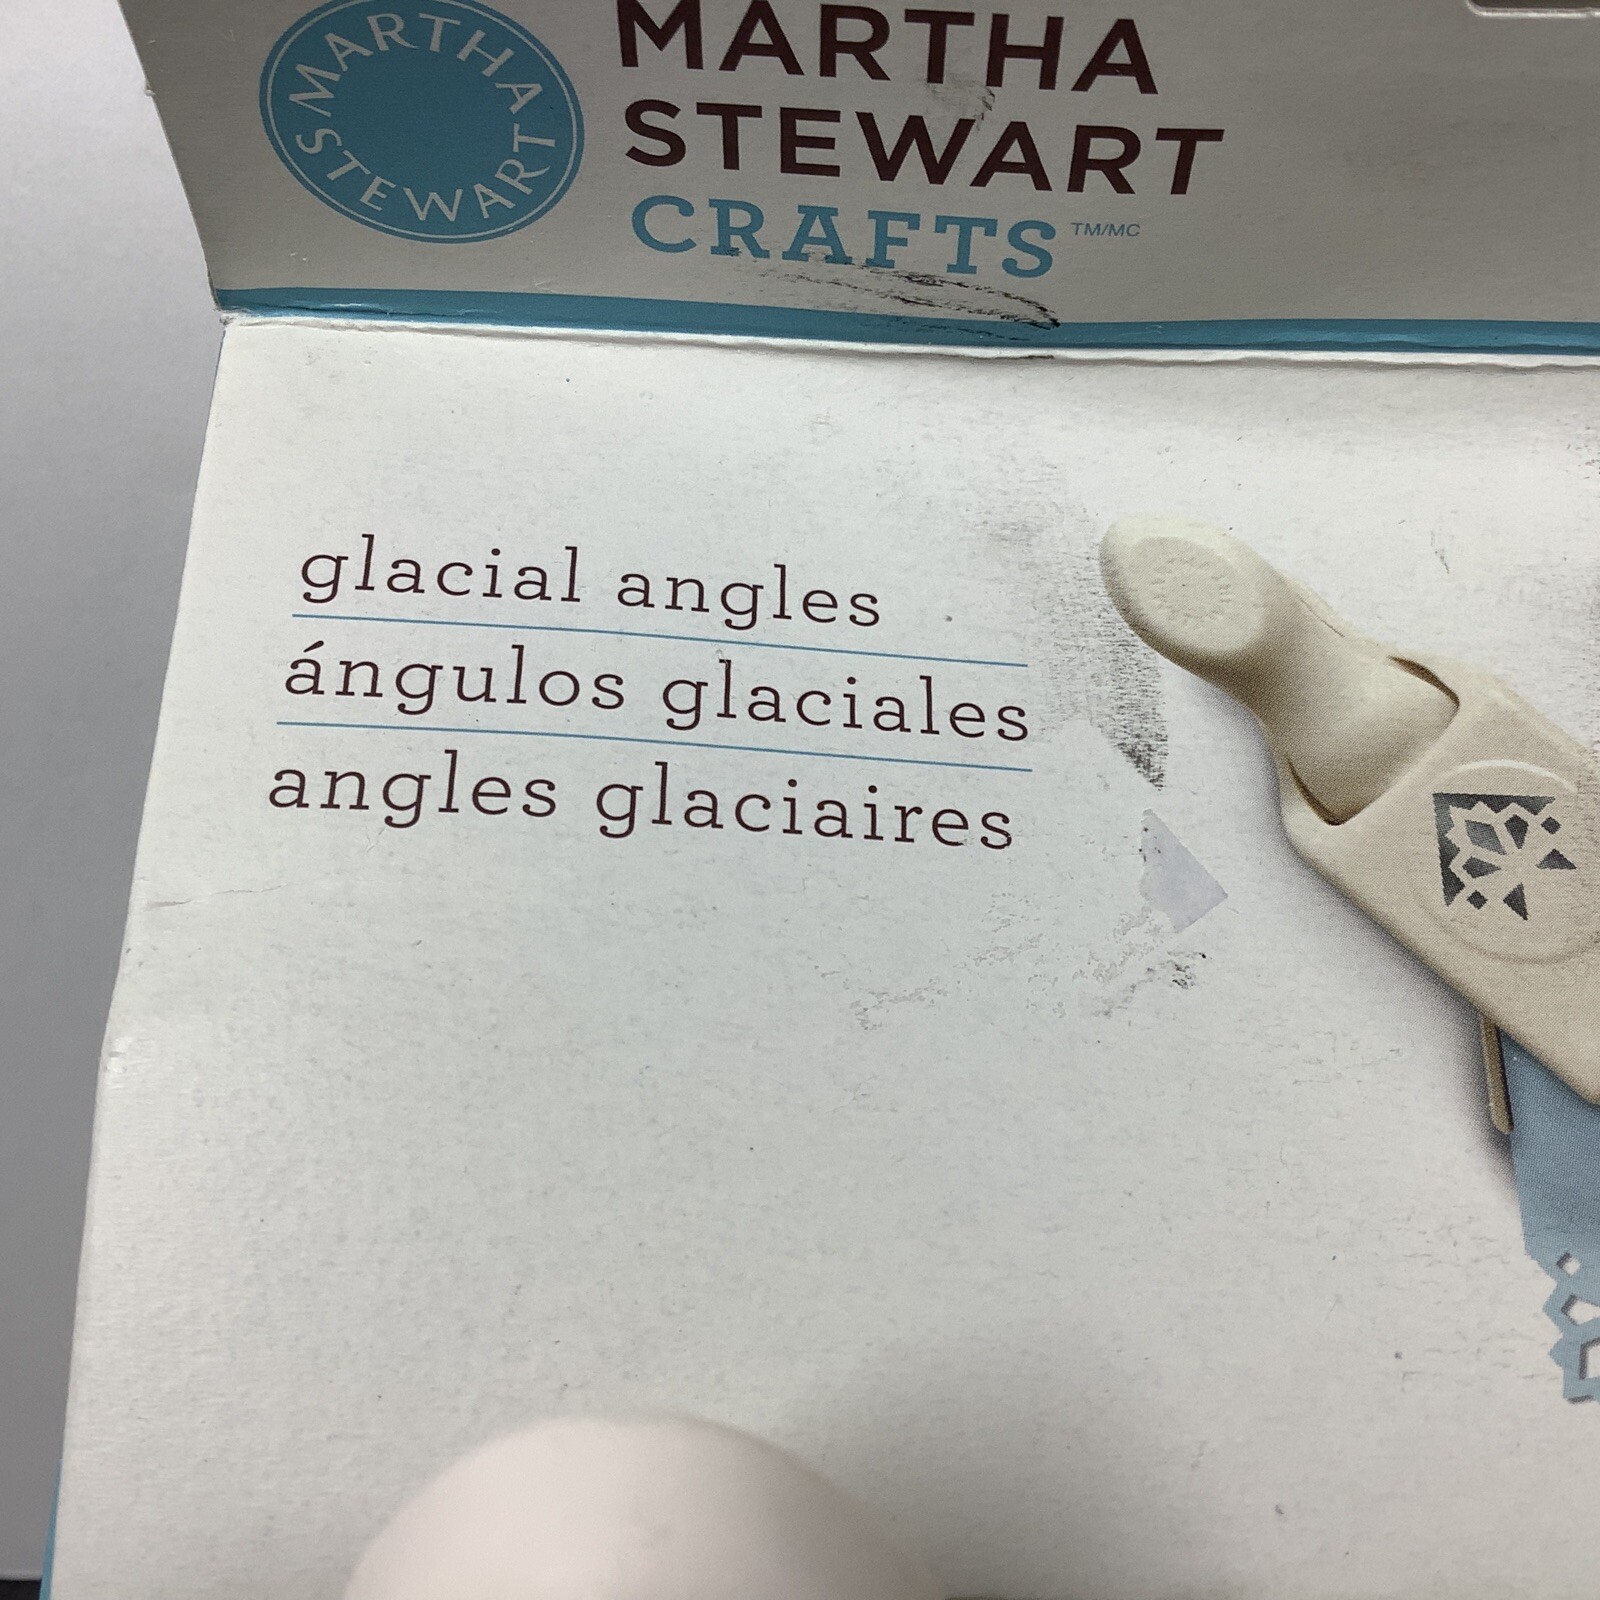 MARTHA STEWART
MARTHA
STEWART
CRAFTS TM/MC
glacial angles
ángulos glaciales
angles glaciaires